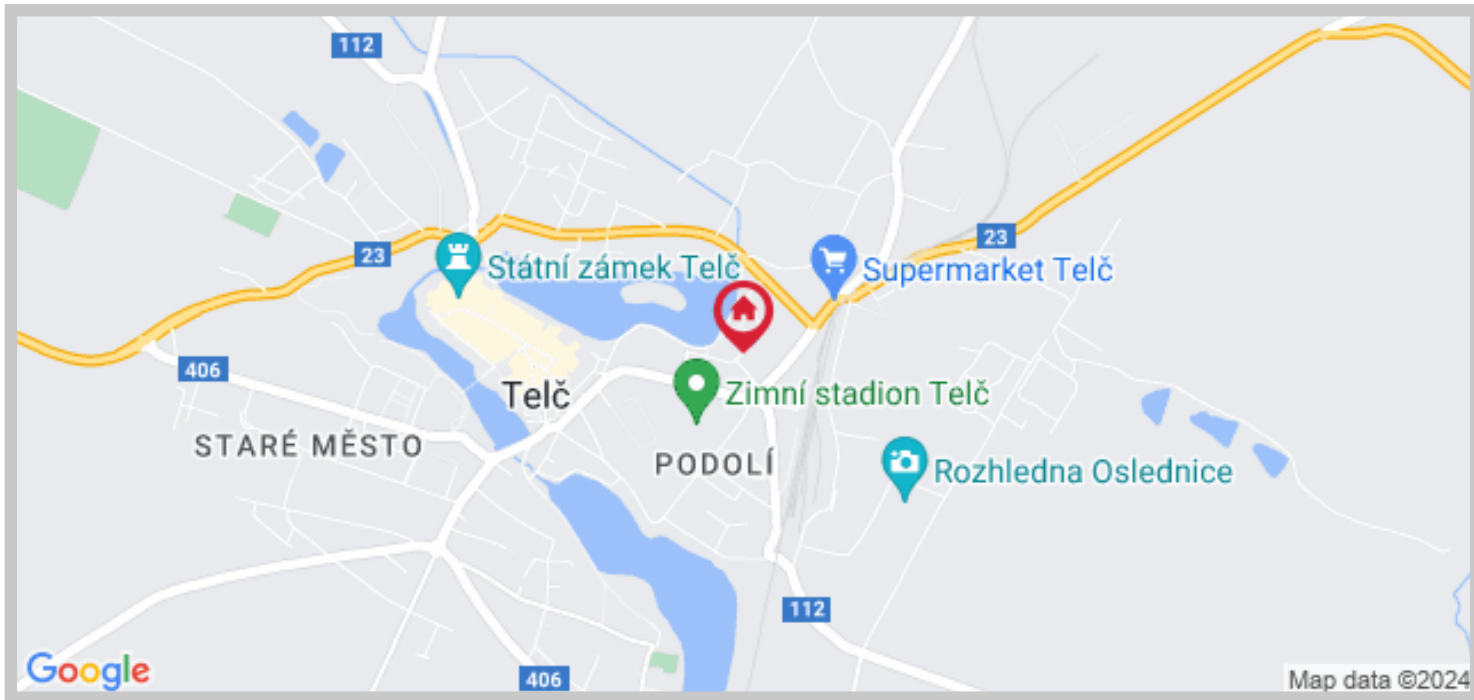 112
23
23
Státní zámek Telč
Supermarket Telč
406
Telč
Zimní stadion Telč
STARÉ MĚSTO
PODOLÍ
Rozhledna Oslednice
112
406
Google
Map data ©2024